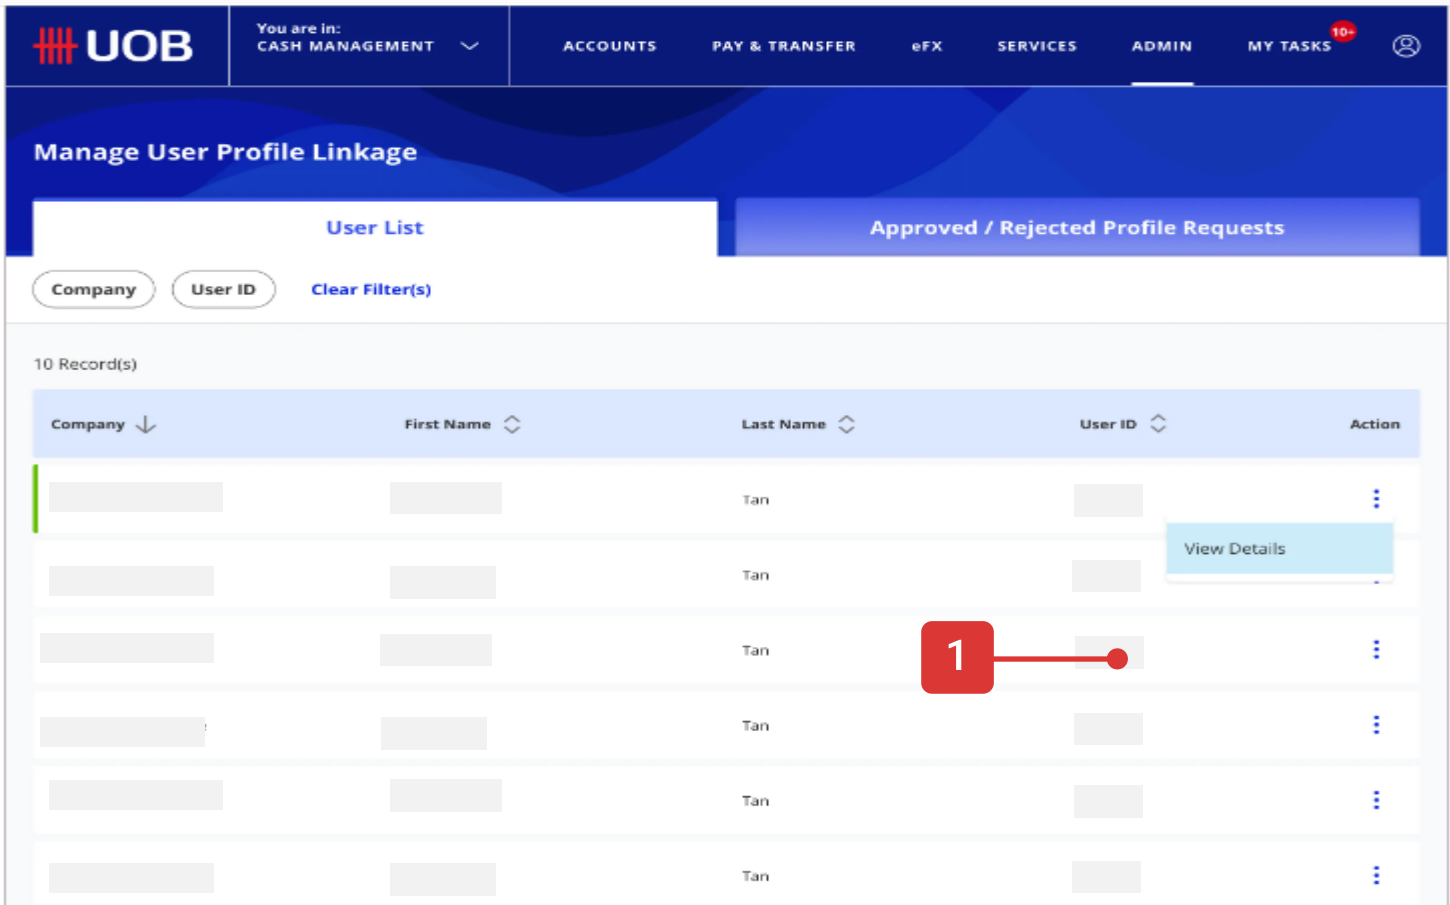 UOB
You are in:
CASH MANAGEMENT
ACCOUNTS
PAY & TRANSFER
eFX
SERVICES
ADMIN
MY TASKS
10+
Manage User Profile Linkage
User List
Approved / Rejected Profile Requests
Company
User ID
Clear Filter(s)
10 Record(s)
Company
First Name
Last Name
User ID
Action
Tan
View Details
Tan
Tan
1
Tan
Tan
Tan